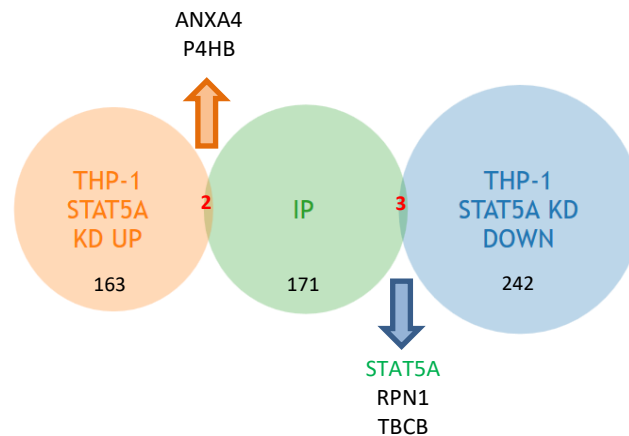 ANXA4
P4HB
THP-1
STAT5A
KD UP
2
163
IP
171
3
THP-1
STAT5A KD
DOWN
242
STAT5A
RPN1
TBCB